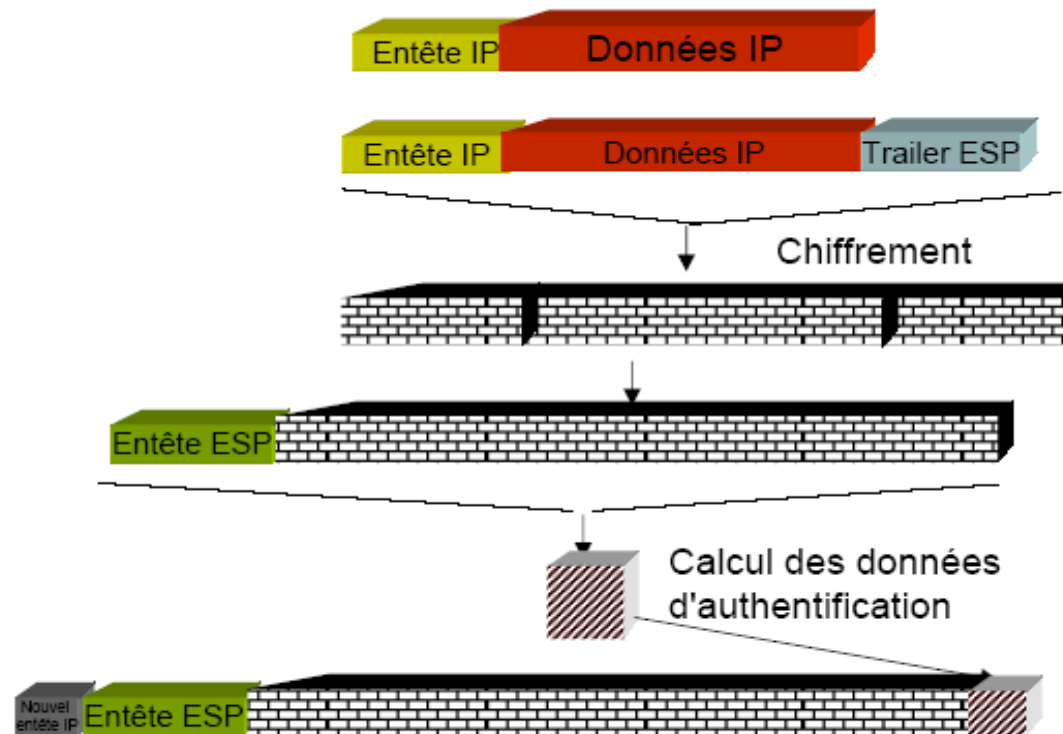 Entête IP Données IP
Entête IP Données IP Trailer ESP
Chiffrement
Entête ESP
Calcul des données
d'authentification
Nouvel
entête IP
Entête ESP